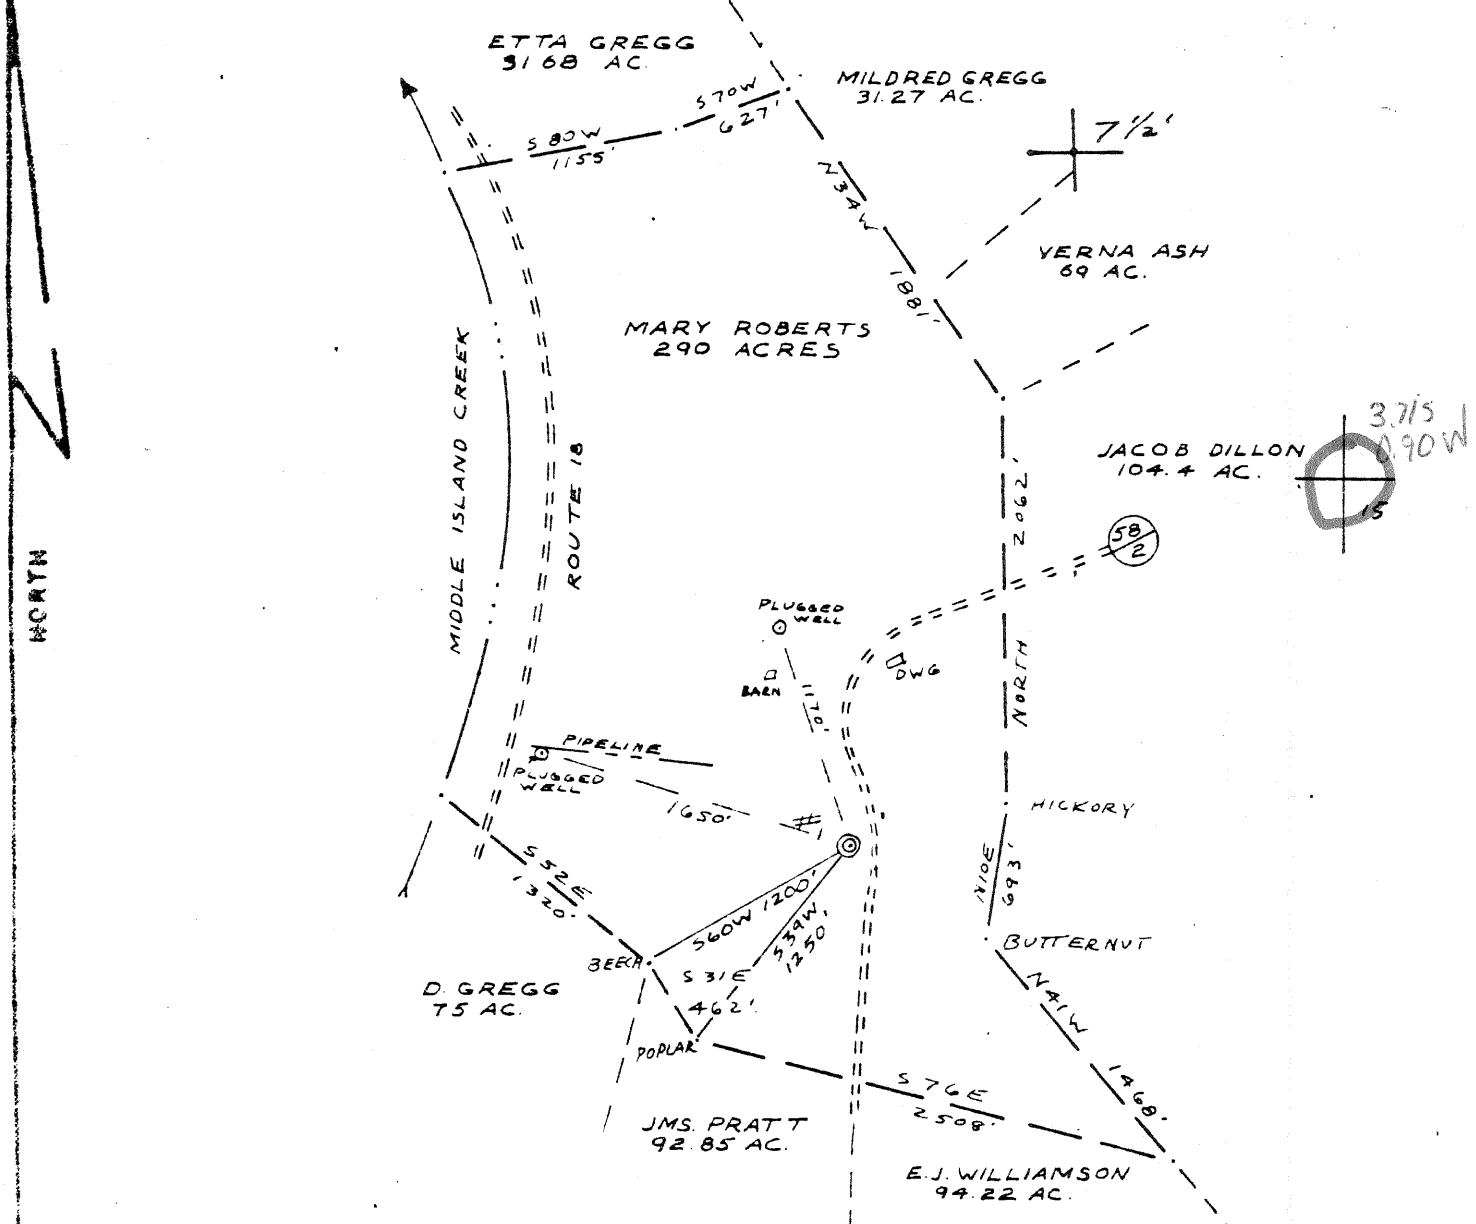 ETTA GREGG
31.68 AC.
MILDRED GREGG
31.27 AC.
S 70 W
627'
S 80 W
1155'
7 1/2'
N 34 W
1881'
VERNA ASH
69 AC.
MARY ROBERTS
290 ACRES
MIDDLE ISLAND CREEK
ROUTE 18
NORTH
JACOB DILLON
104.4 AC.
3.71 S
0.90 W
15
2062'
NORTH
58
2
PLUGGED
WELL
BARN
DWG
1170'
PIPELINE
PLUGGED
WELL
1650'
HICKORY
N 10 E
693'
S 52 E
1320'
S60W 1200'
S39W
1250'
BUTTERNUT
BEECH
S 31 E
462'
D. GREGG
75 AC.
POPLAR
N 41 W
1468'
S 76 E
2508'
JMS. PRATT
92.85 AC.
E.J. WILLIAMSON
94.22 AC.